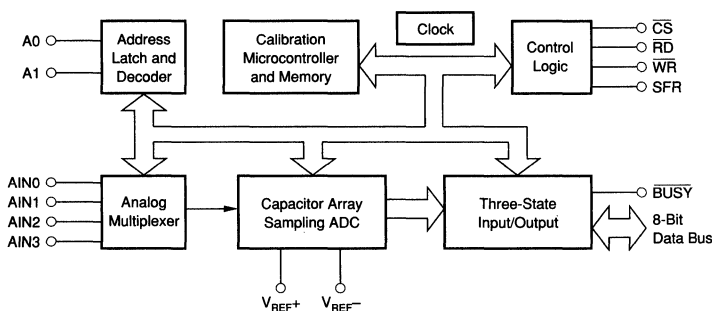 A0
A1
Address
Latch and
Decoder
Calibration
Microcontroller
and Memory
Clock
Control
Logic
CS
RD
WR
SFR
AIN0
AIN1
AIN2
AIN3
Analog
Multiplexer
Capacitor Array
Sampling ADC
Three-State
Input/Output
BUSY
8-Bit
Data Bus
VREF+
VREF–